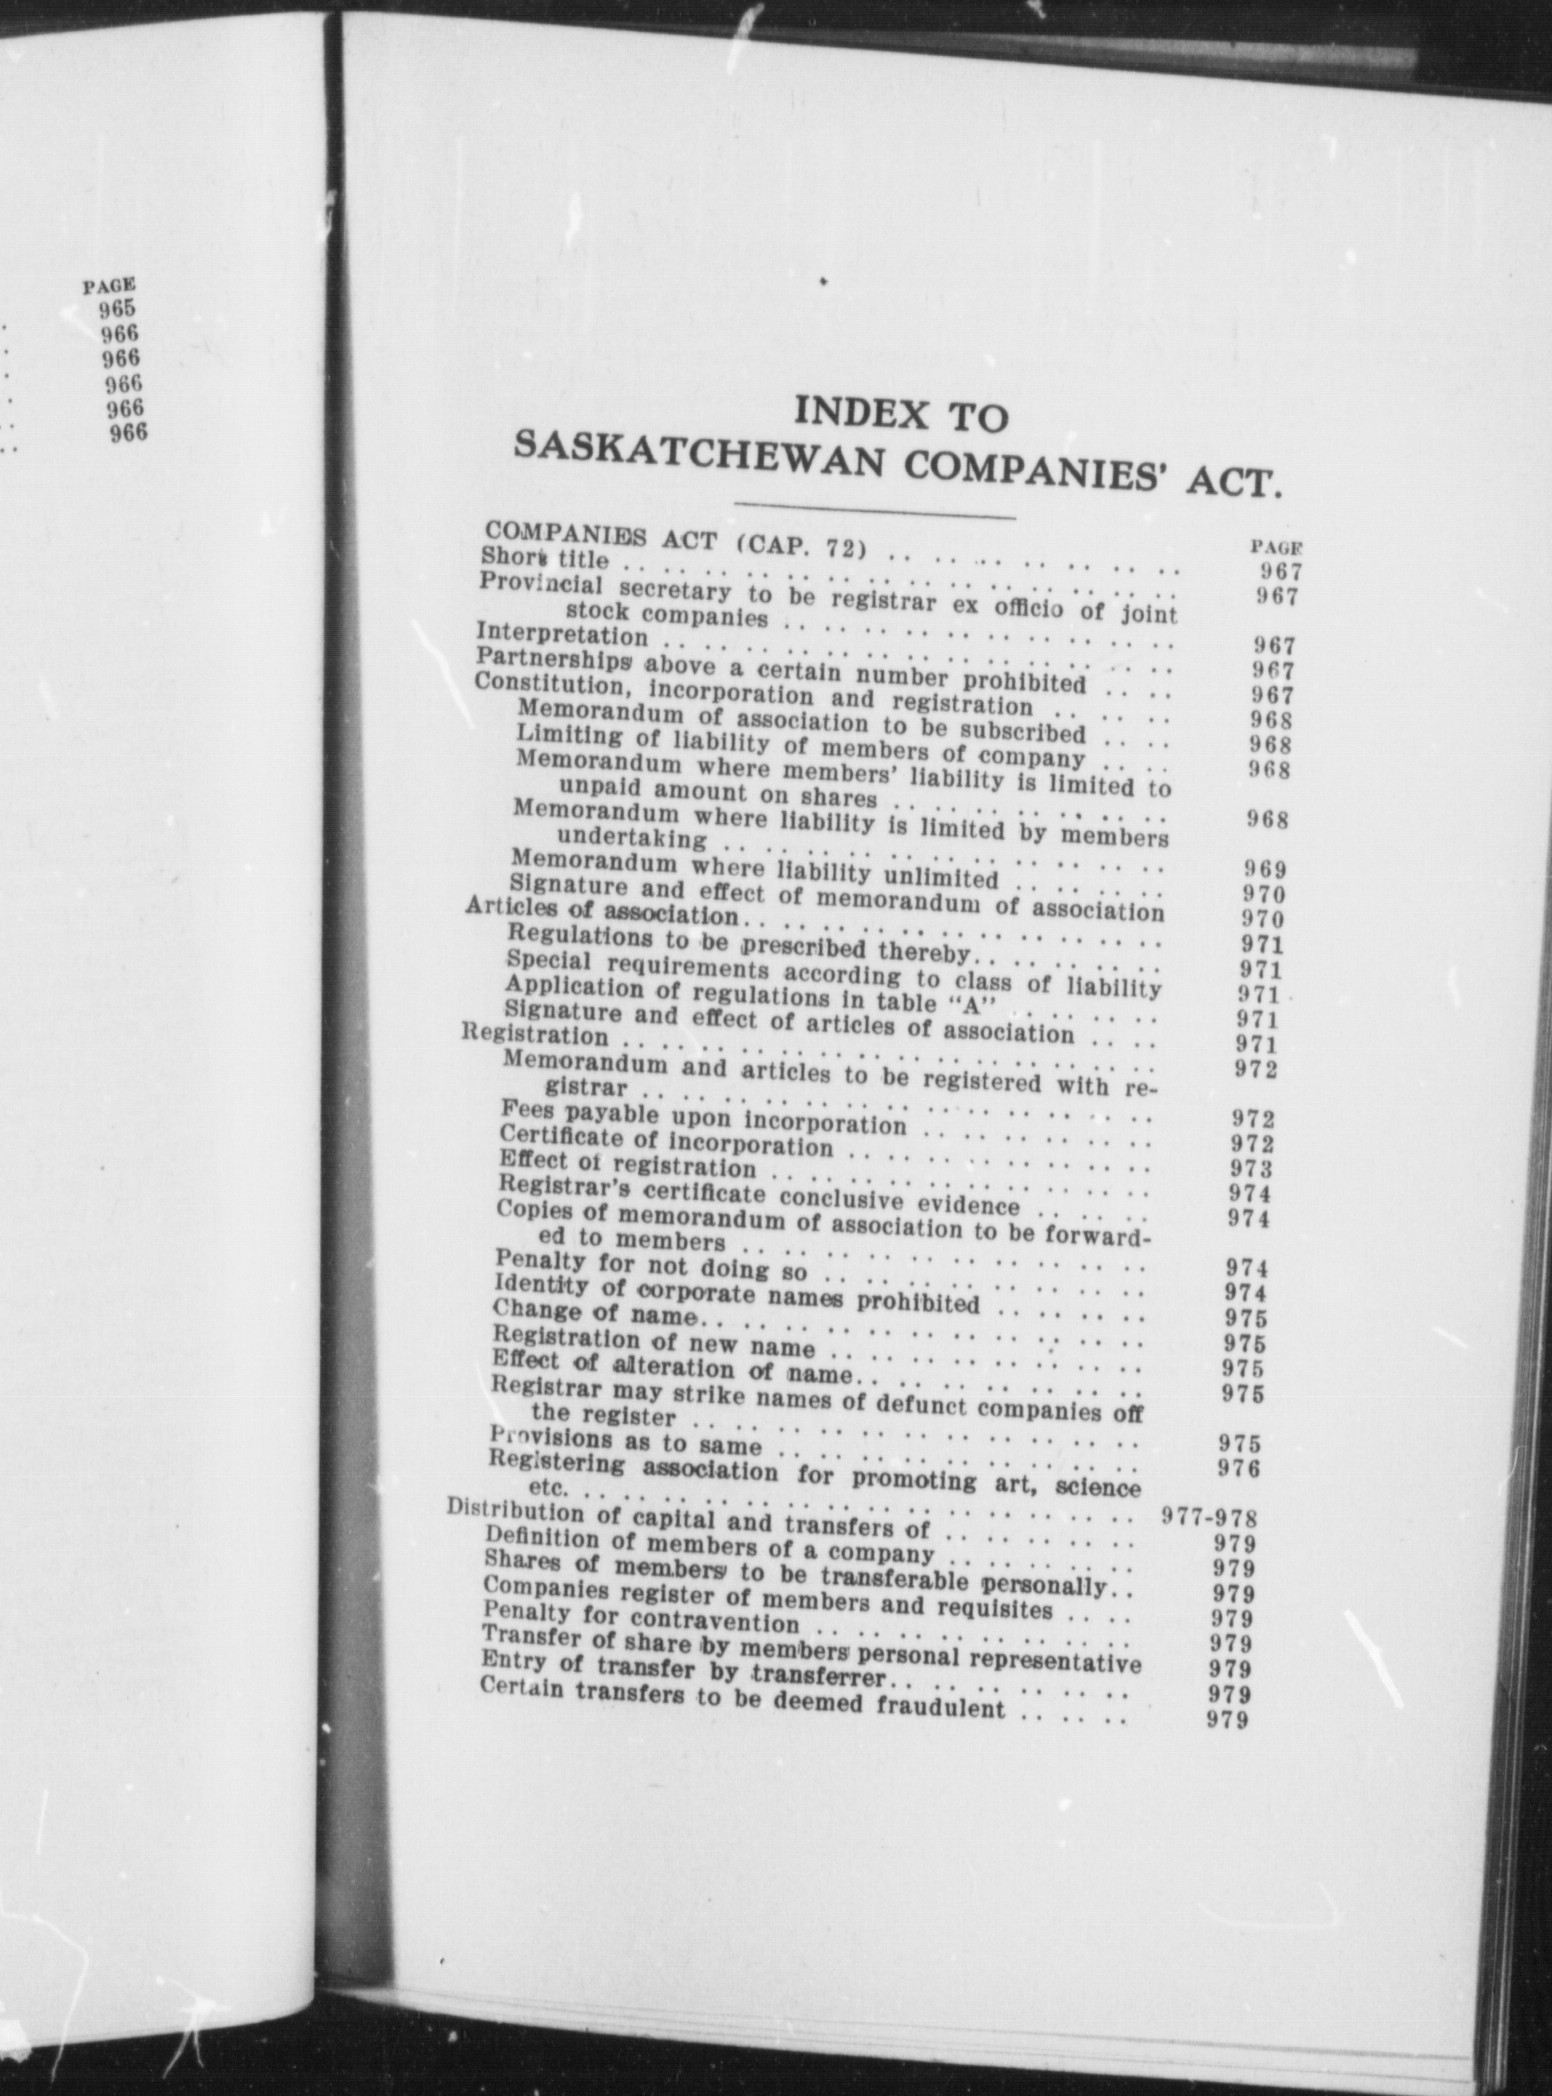 PAGE
965
. 966
. 966
. 966
. 966
. . 966
INDEX TO
SASKATCHEWAN COMPANIES' ACT.
PAGE
COMPANIES ACT (CAP. 72) . . . . . . . . . . . . . . 967
Short title . . . . . . . . . . . . . . . . . . . . . . 967
Provincial secretary to be registrar ex officio of joint
stock companies . . . . . . . . . . . . . . . . . . 967
Interpretation . . . . . . . . . . . . . . . . . . . . 967
Partnerships above a certain number prohibited . . . . 967
Constitution, incorporation and registration . . . . . . 968
Memorandum of association to be subscribed . . . . 968
Limiting of liability of members of company . . . . 968
Memorandum where members' liability is limited to
unpaid amount on shares . . . . . . . . . . . . . . 968
Memorandum where liability is limited by members
undertaking . . . . . . . . . . . . . . . . . . . . 969
Memorandum where liability unlimited . . . . . . . . 970
Signature and effect of memorandum of association 970
Articles of association . . . . . . . . . . . . . . . . . . 971
Regulations to be prescribed thereby . . . . . . . . . . 971
Special requirements according to class of liability 971
Application of regulations in table "A" . . . . . . . 971
Signature and effect of articles of association . . . . 971
Registration . . . . . . . . . . . . . . . . . . . . . . 972
Memorandum and articles to be registered with re-
gistrar . . . . . . . . . . . . . . . . . . . . . . 972
Fees payable upon incorporation . . . . . . . . . . . . 972
Certificate of incorporation . . . . . . . . . . . . . . 973
Effect of registration . . . . . . . . . . . . . . . . . . 974
Registrar's certificate conclusive evidence . . . . . . 974
Copies of memorandum of association to be forward-
ed to members . . . . . . . . . . . . . . . . . . 974
Penalty for not doing so . . . . . . . . . . . . . . . . 974
Identity of corporate names prohibited . . . . . . . . 975
Change of name . . . . . . . . . . . . . . . . . . . . 975
Registration of new name . . . . . . . . . . . . . . . . 975
Effect of alteration of name . . . . . . . . . . . . . . 975
Registrar may strike names of defunct companies off
the register . . . . . . . . . . . . . . . . . . . . 975
Provisions as to same . . . . . . . . . . . . . . . . . . 976
Registering association for promoting art, science
etc. . . . . . . . . . . . . . . . . . . . . . . . . 977-978
Distribution of capital and transfers of . . . . . . . . . . 979
Definition of members of a company . . . . . . . . . . 979
Shares of members to be transferable personally . . 979
Companies register of members and requisites . . . . 979
Penalty for contravention . . . . . . . . . . . . . . . . 979
Transfer of share by members personal representative 979
Entry of transfer by transferrer . . . . . . . . . . . . 979
Certain transfers to be deemed fraudulent . . . . . . 979